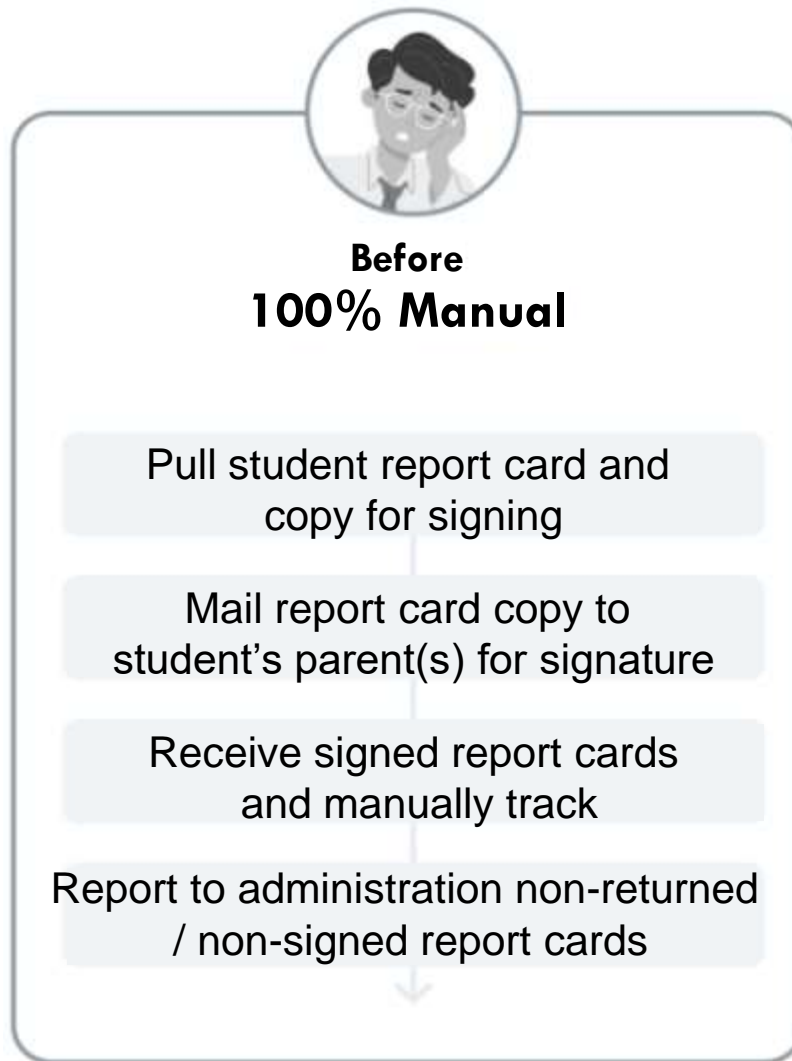 Before
100% Manual
Pull student report card and
copy for signing
Mail report card copy to
student’s parent(s) for signature
Receive signed report cards
and manually track
Report to administration non-returned
/ non-signed report cards